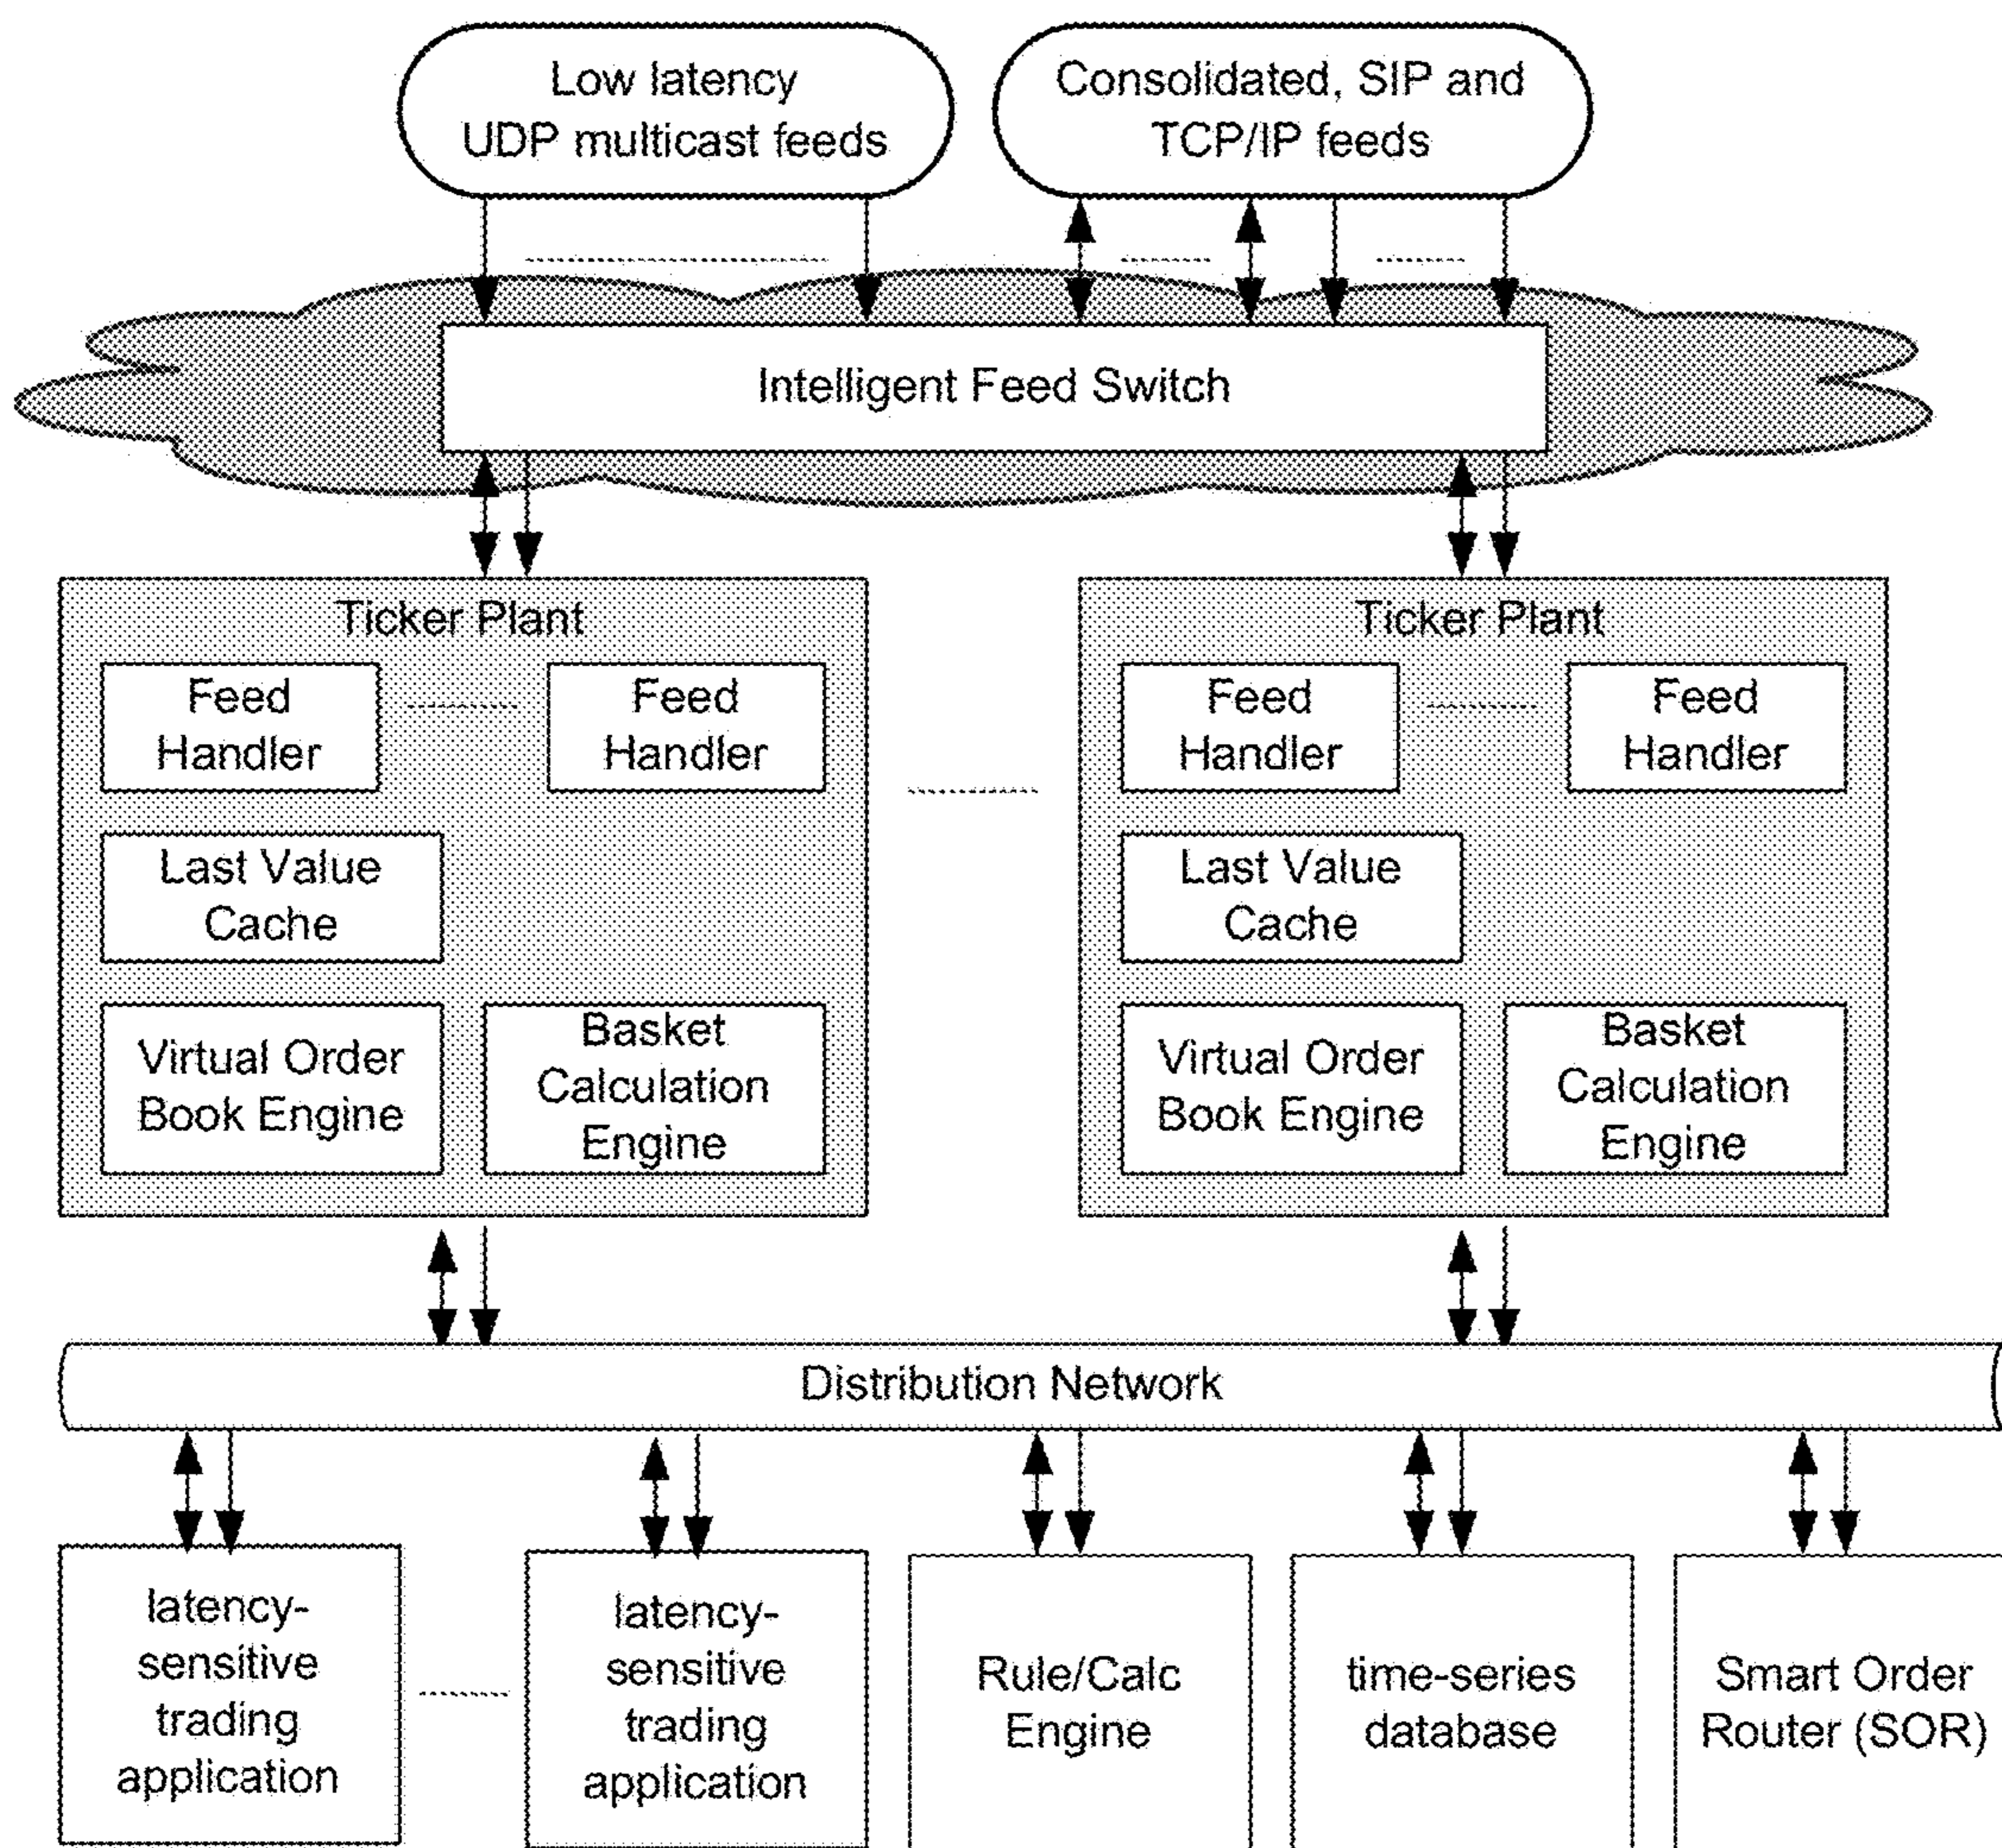 Low latency
UDP multicast feeds
Consolidated, SIP and
TCP/IP feeds
Intelligent Feed Switch
Ticker Plant
Feed
Handler
Feed
Handler
Last Value
Cache
Virtual Order
Book Engine
Basket
Calculation
Engine
Ticker Plant
Feed
Handler
Feed
Handler
Last Value
Cache
Virtual Order
Book Engine
Basket
Calculation
Engine
Distribution Network
latency-
sensitive
trading
application
latency-
sensitive
trading
application
Rule/Calc
Engine
time-series
database
Smart Order
Router (SOR)